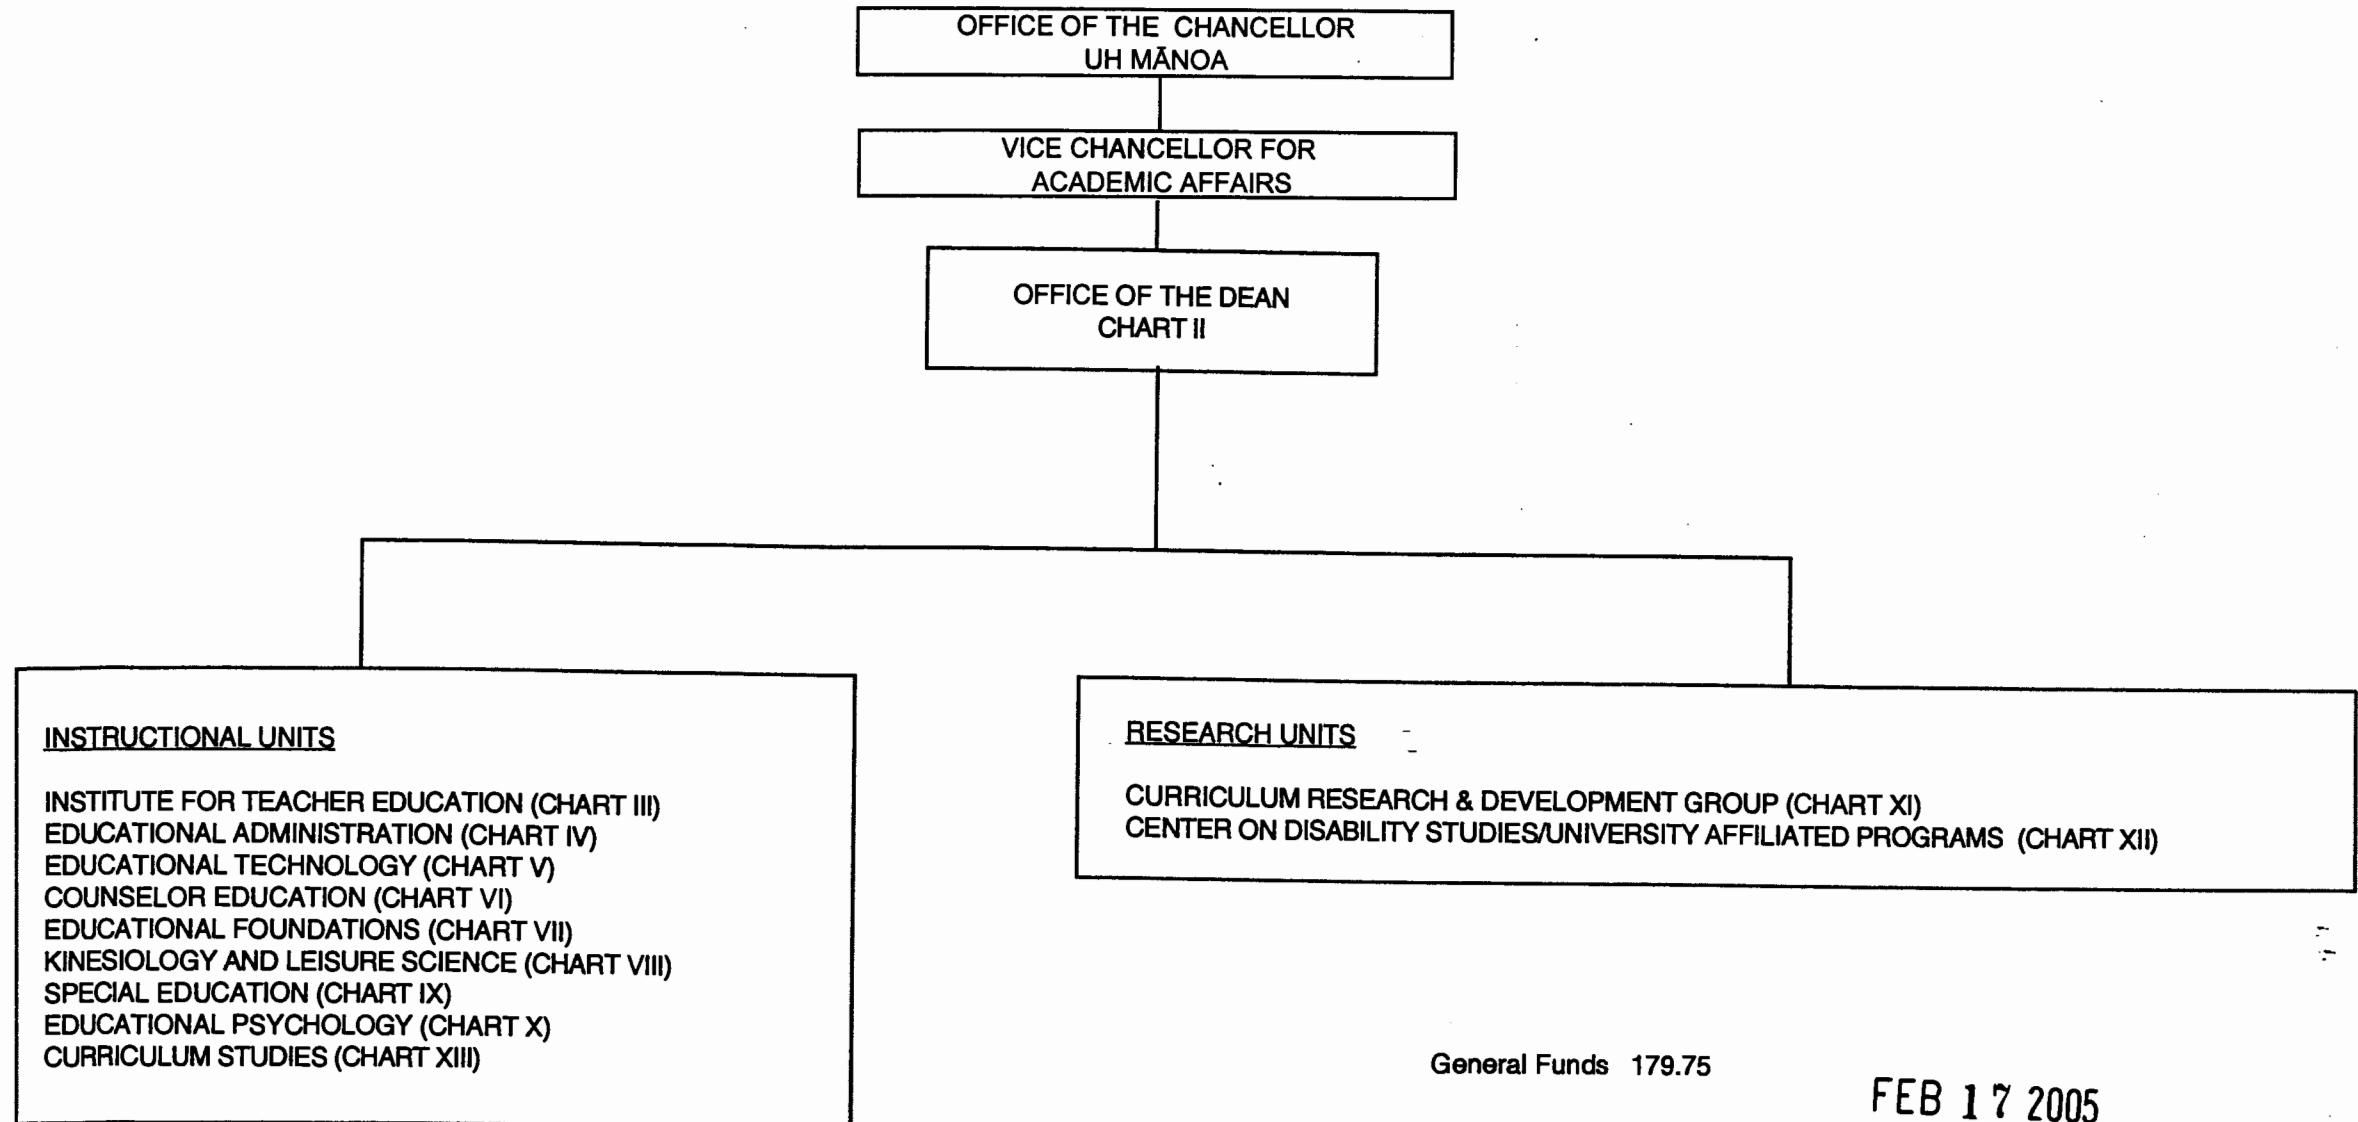 OFFICE OF THE CHANCELLOR
UH MĀNOA
VICE CHANCELLOR FOR
ACADEMIC AFFAIRS
OFFICE OF THE DEAN
CHART II
INSTRUCTIONAL UNITS
INSTITUTE FOR TEACHER EDUCATION (CHART III)
EDUCATIONAL ADMINISTRATION (CHART IV)
EDUCATIONAL TECHNOLOGY (CHART V)
COUNSELOR EDUCATION (CHART VI)
EDUCATIONAL FOUNDATIONS (CHART VII)
KINESIOLOGY AND LEISURE SCIENCE (CHART VIII)
SPECIAL EDUCATION (CHART IX)
EDUCATIONAL PSYCHOLOGY (CHART X)
CURRICULUM STUDIES (CHART XIII)
RESEARCH UNITS
CURRICULUM RESEARCH & DEVELOPMENT GROUP (CHART XI)
CENTER ON DISABILITY STUDIES/UNIVERSITY AFFILIATED PROGRAMS (CHART XII)
General Funds 179.75
FEB 17 2005